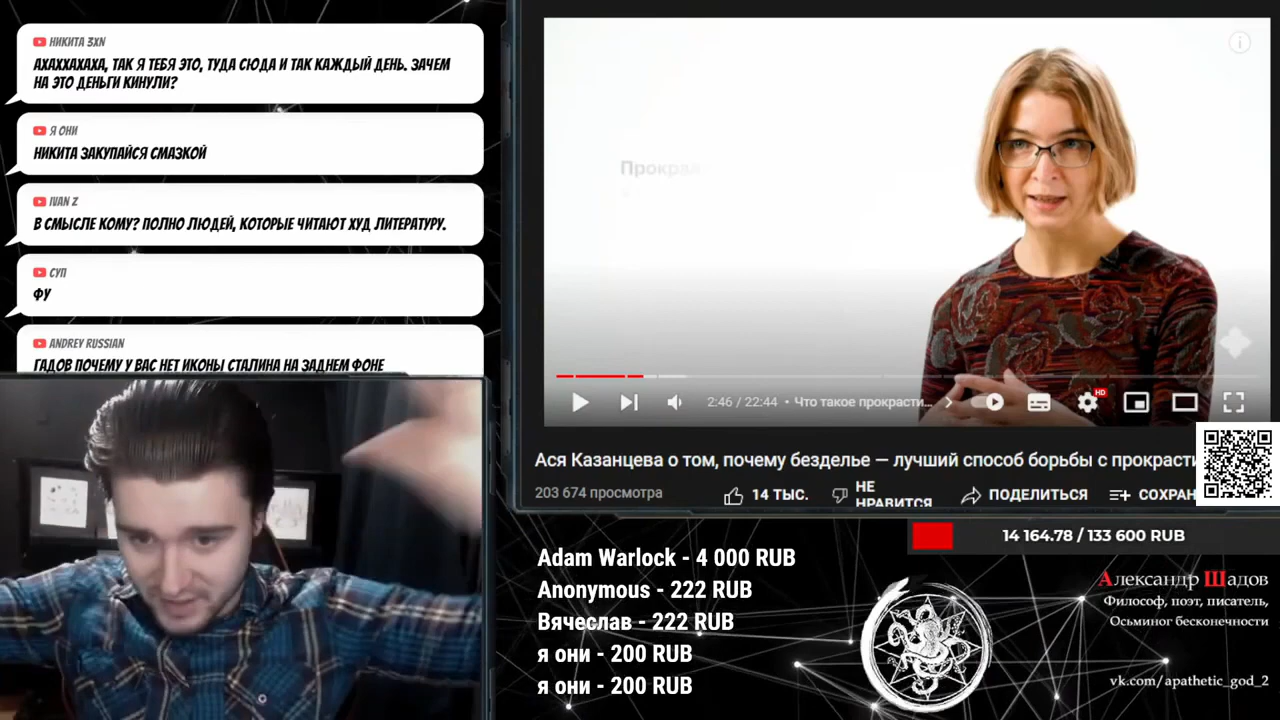 НИКИТА 3XN
АХАХХАХАХА, ТАК Я ТЕБЯ ЭТО, ТУДА СЮДА И ТАК КАЖДЫЙ ДЕНЬ. ЗАЧЕМ
НА ЭТО ДЕНЬГИ КИНУЛИ?
Я ОНИ
НИКИТА ЗАКУПАЙСЯ СМАЗКОЙ
IVAN Z
В СМЫСЛЕ КОМУ? ПОЛНО ЛЮДЕЙ, КОТОРЫЕ ЧИТАЮТ ХУД ЛИТЕРАТУРУ.
СУП
ФУ
ANDREY RUSSIAN
ГАДОВ ПОЧЕМУ У ВАС НЕТ ИКОНЫ СТАЛИНА НА ЗАДНЕМ ФОНЕ
Прокра
2:46 / 22:44 • Что такое прокрасти...
HD
Ася Казанцева о том, почему безделье — лучший способ борьбы с прокрасти
203 674 просмотра
14 ТЫС.
НЕ
НРАВИТСЯ
ПОДЕЛИТЬСЯ
СОХРАН
14 164.78 / 133 600 RUB
Adam Warlock - 4 000 RUB
Anonymous - 222 RUB
Вячеслав - 222 RUB
я они - 200 RUB
я они - 200 RUB
Александр Шадов
Философ, поэт, писатель,
Осьминог бесконечности
vk.com/apathetic_god_2